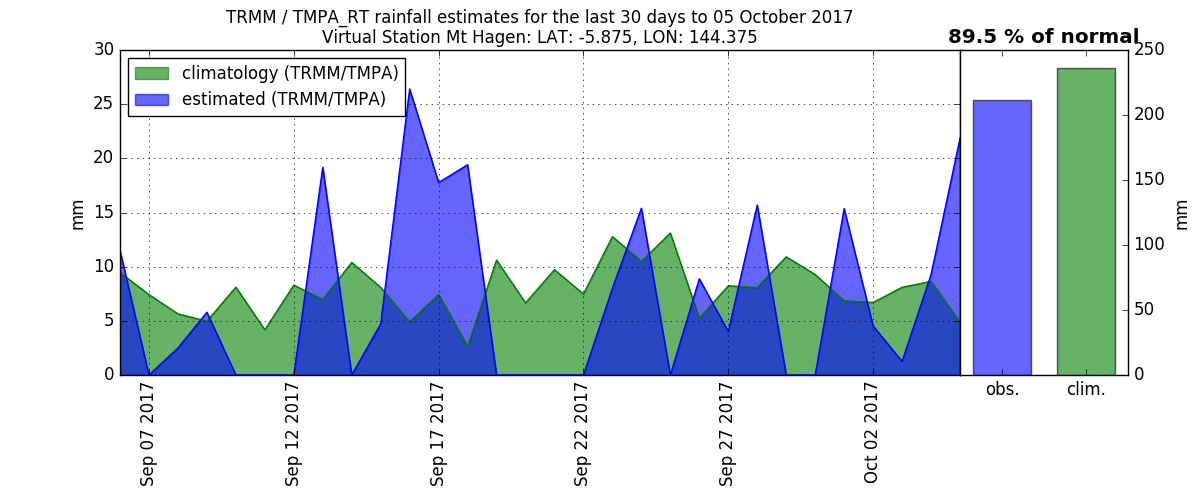 TRMM / TMPA_RT rainfall estimates for the last 30 days to 05 October 2017
Virtual Station Mt Hagen: LAT: -5.875, LON: 144.375
89.5 % of normal
climatology (TRMM/TMPA)
estimated (TRMM/TMPA)
30
25
20
15
10
5
0
mm
Sep 07 2017
Sep 12 2017
Sep 17 2017
Sep 22 2017
Sep 27 2017
Oct 02 2017
250
200
150
100
50
0
mm
obs.
clim.